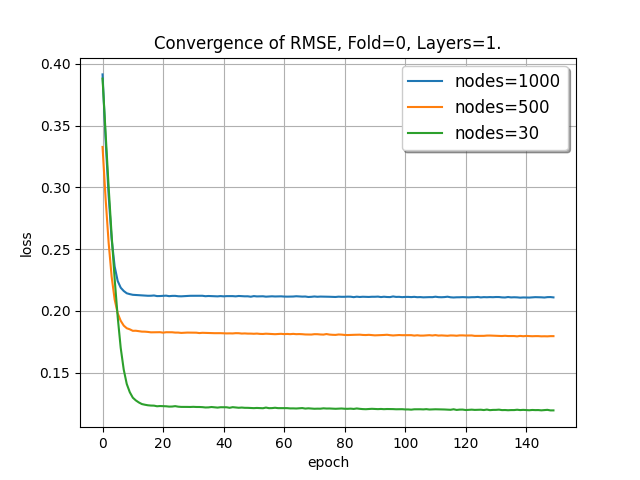 Convergence of RMSE, Fold=0, Layers=1.
nodes=1000
nodes=500
nodes=30
0.40
0.35
0.30
0.25
0.20
0.15
loss
0 20 40 60 80 100 120 140
epoch